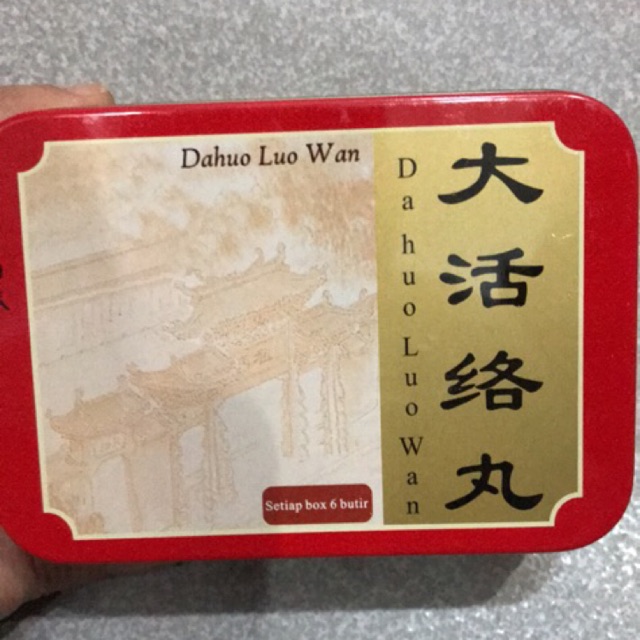 Dahuo Luo Wan
Setiap box 6 butir
Da huo Luo Wan
大活络丸